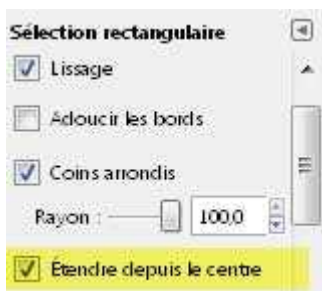 Sélection rectangulaire
Lissage
Adoucir les bords
Coins arrondis
Rayon : 100,0
Étendre depuis le centre